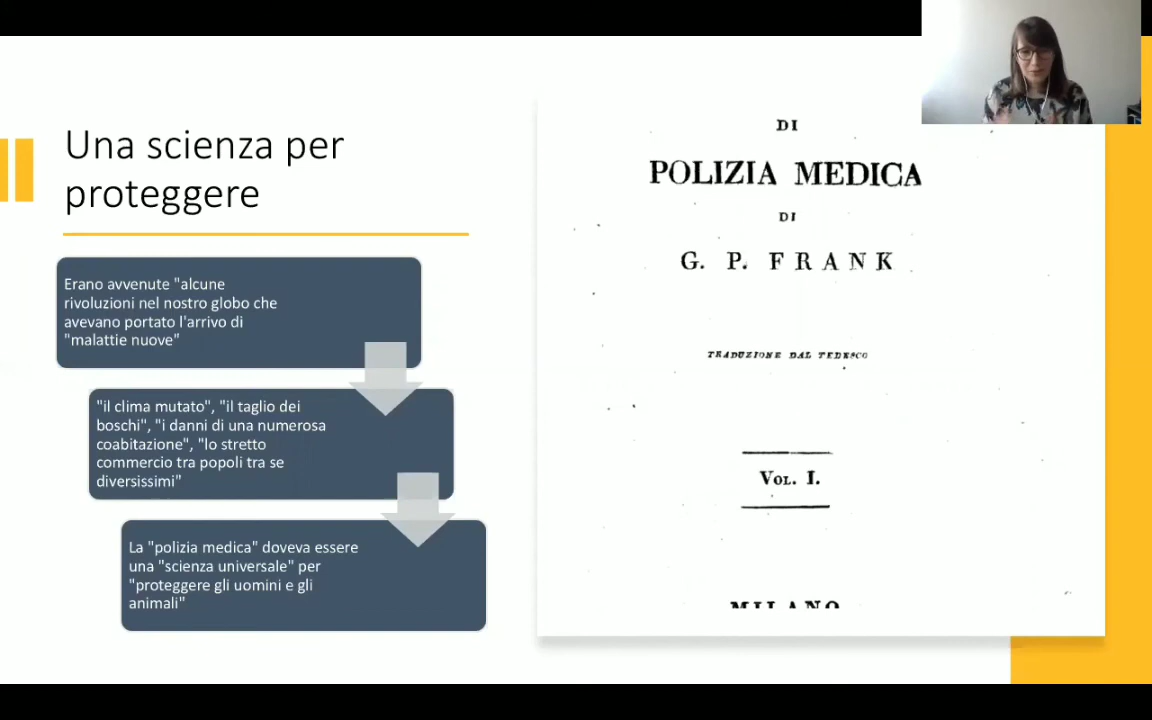 Una scienza per
proteggere
Erano avvenute "alcune
rivoluzioni nel nostro globo che
avevano portato l'arrivo di
"malattie nuove"
"il clima mutato", "il taglio dei
boschi", "i danni di una numerosa
coabitazione", "lo stretto
commercio tra popoli tra se
diversissimi"
La "polizia medica" doveva essere
una "scienza universale" per
"proteggere gli uomini e gli
animali"
DI
POLIZIA MEDICA
DI
G. P. FRANK
TRADUZIONE DAL TEDESCO
VOL. I.
MILANO